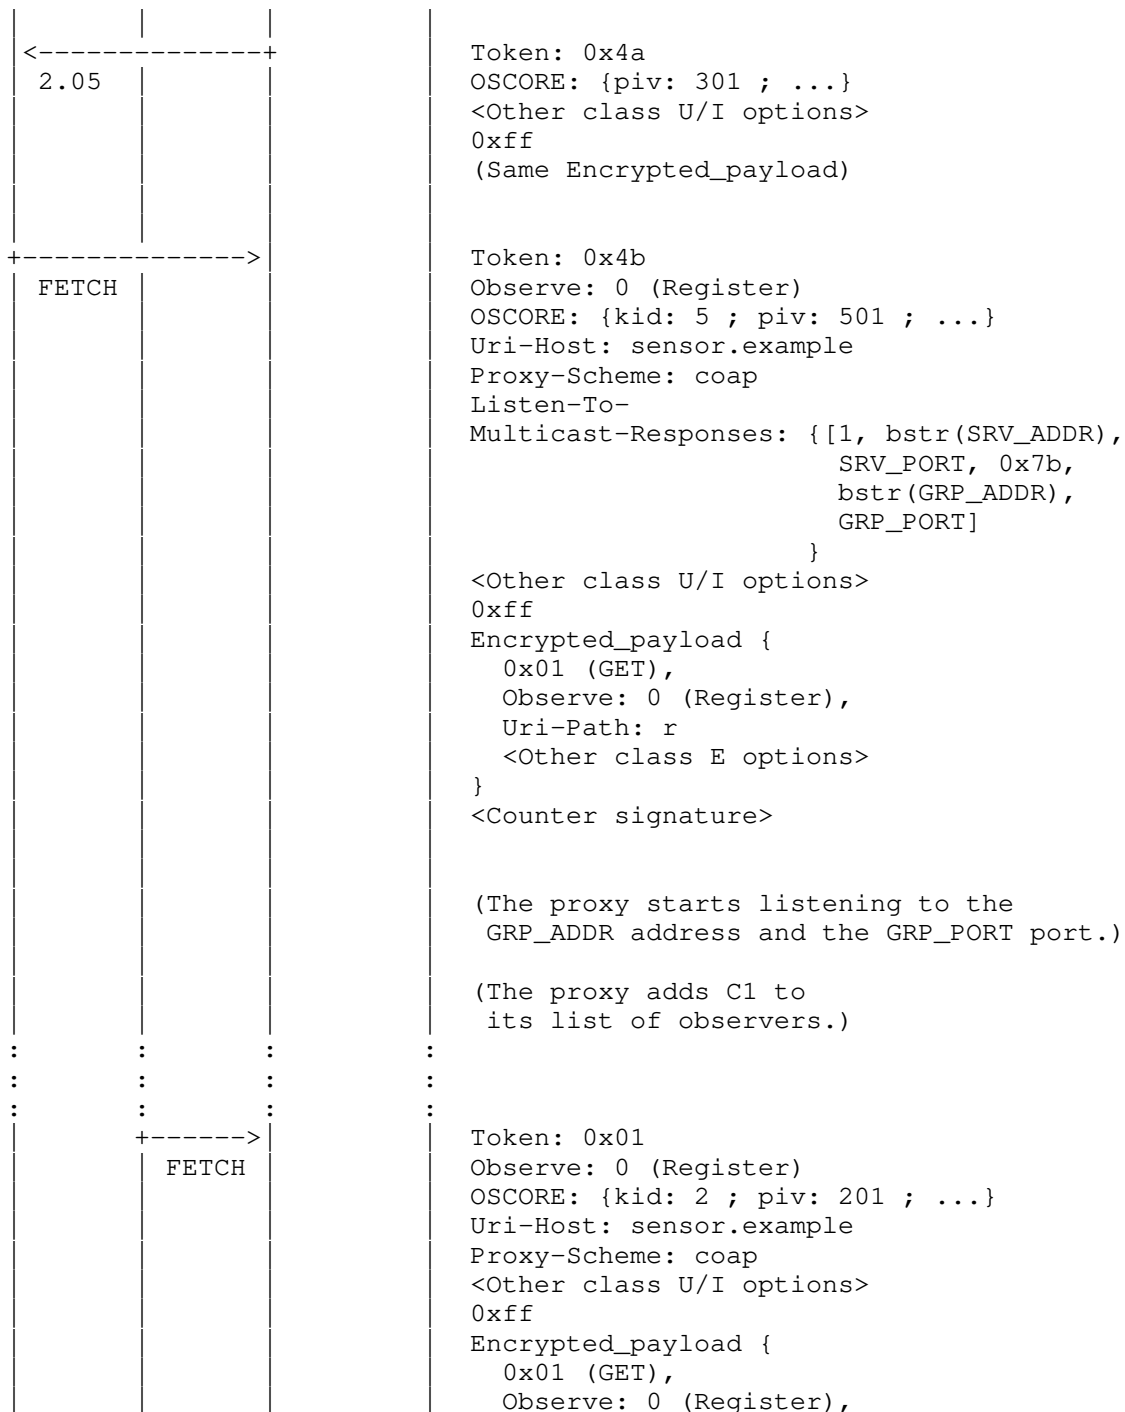 |       |       |         |
|<--------------+         |  Token: 0x4a
| 2.05  |       |         |  OSCORE: {piv: 301 ; ...}
|       |       |         |  <Other class U/I options>
|       |       |         |  0xff
|       |       |         |  (Same Encrypted_payload)
|       |       |         |
|       |       |         |
+-------------->|         |  Token: 0x4b
| FETCH |       |         |  Observe: 0 (Register)
|       |       |         |  OSCORE: {kid: 5 ; piv: 501 ; ...}
|       |       |         |  Uri-Host: sensor.example
|       |       |         |  Proxy-Scheme: coap
|       |       |         |  Listen-To-
|       |       |         |  Multicast-Responses: {[1, bstr(SRV_ADDR),
|       |       |         |                         SRV_PORT, 0x7b,
|       |       |         |                         bstr(GRP_ADDR),
|       |       |         |                         GRP_PORT]
|       |       |         |                       }
|       |       |         |  <Other class U/I options>
|       |       |         |  0xff
|       |       |         |  Encrypted_payload {
|       |       |         |    0x01 (GET),
|       |       |         |    Observe: 0 (Register),
|       |       |         |    Uri-Path: r
|       |       |         |    <Other class E options>
|       |       |         |  }
|       |       |         |  <Counter signature>
|       |       |         |
|       |       |         |
|       |       |         |  (The proxy starts listening to the
|       |       |         |   GRP_ADDR address and the GRP_PORT port.)
|       |       |         |
|       |       |         |  (The proxy adds C1 to
|       |       |         |   its list of observers.)
:       :       :         :
:       :       :         :
:       :       :         :
|       +------>|         |  Token: 0x01
|       | FETCH |         |  Observe: 0 (Register)
|       |       |         |  OSCORE: {kid: 2 ; piv: 201 ; ...}
|       |       |         |  Uri-Host: sensor.example
|       |       |         |  Proxy-Scheme: coap
|       |       |         |  <Other class U/I options>
|       |       |         |  0xff
|       |       |         |  Encrypted_payload {
|       |       |         |    0x01 (GET),
|       |       |         |    Observe: 0 (Register),